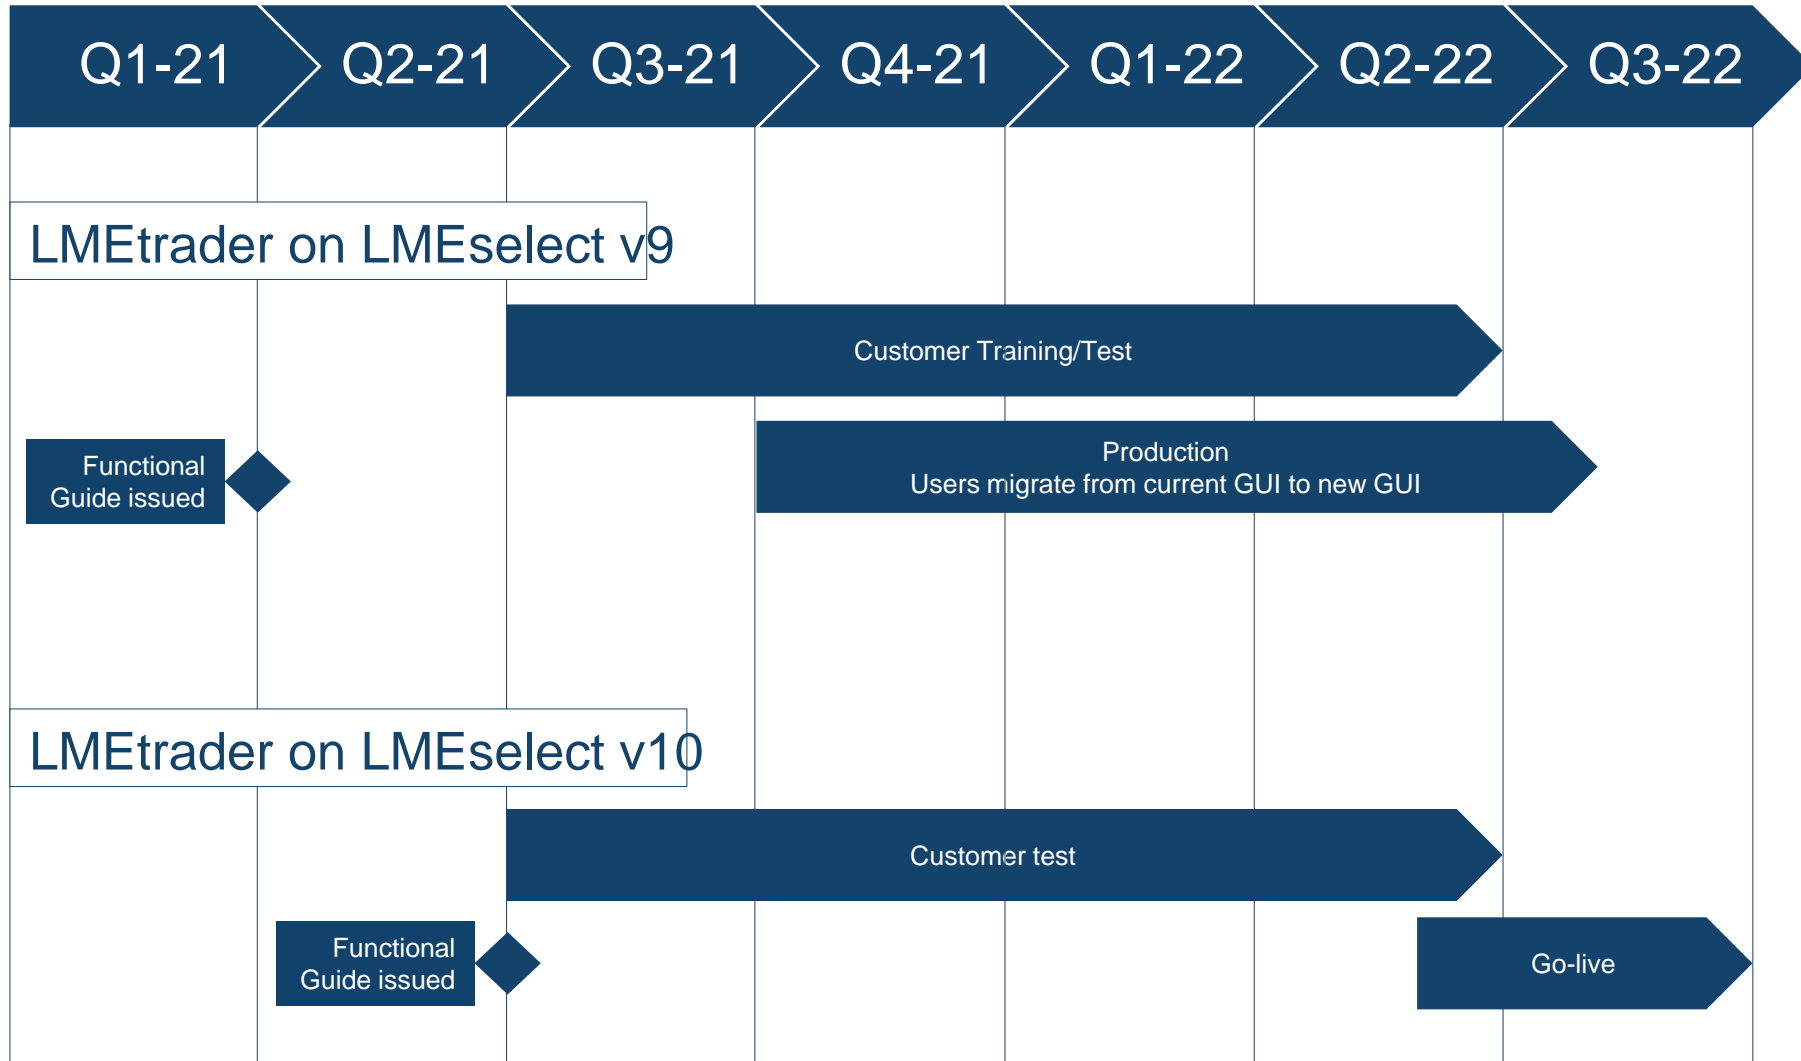 Q1-21
Q2-21
Q3-21
Q4-21
Q1-22
Q2-22
Q3-22
LMEtrader on LMEselect v9
Customer Training/Test
Functional
Guide issued
Production
Users migrate from current GUI to new GUI
LMEtrader on LMEselect v10
Customer test
Functional
Guide issued
Go-live